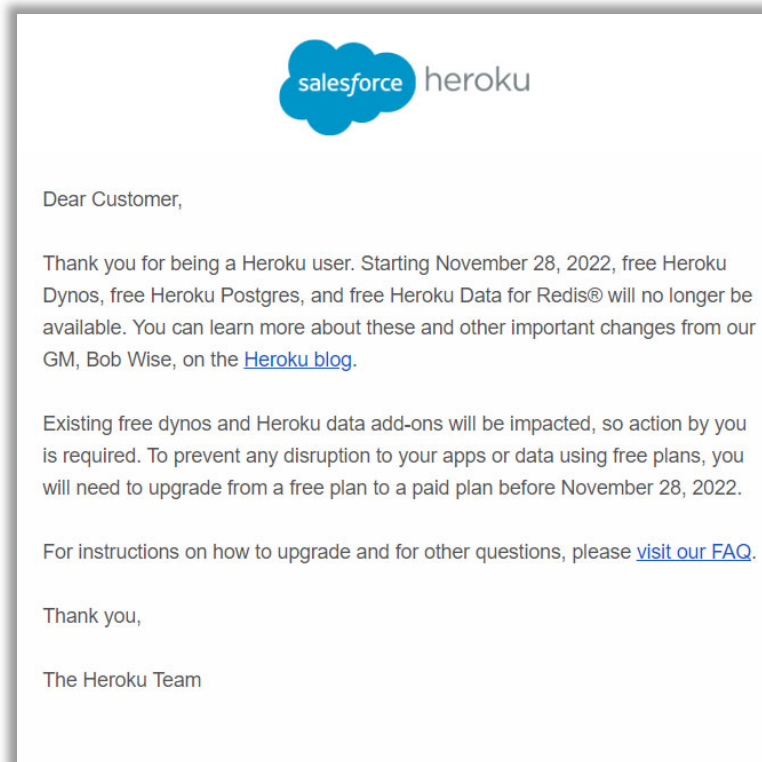 salesforce heroku
Dear Customer,
Thank you for being a Heroku user. Starting November 28, 2022, free Heroku
Dynos, free Heroku Postgres, and free Heroku Data for Redis® will no longer be
available. You can learn more about these and other important changes from our
GM, Bob Wise, on the Heroku blog.
Existing free dynos and Heroku data add-ons will be impacted, so action by you
is required. To prevent any disruption to your apps or data using free plans, you
will need to upgrade from a free plan to a paid plan before November 28, 2022.
For instructions on how to upgrade and for other questions, please visit our FAQ.
Thank you,
The Heroku Team